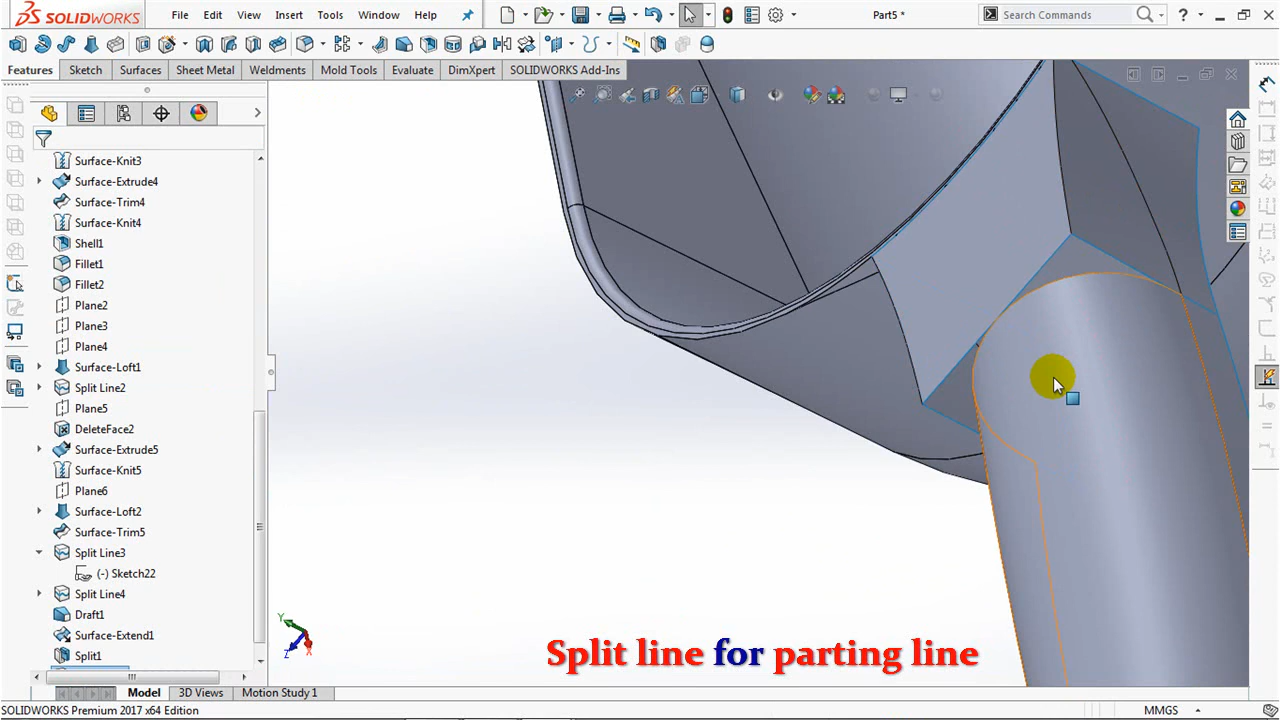 SOLIDWORKS
File
Edit
View
Insert
Tools
Window
Help
Part5 *
Search Commands
Features
Sketch
Surfaces
Sheet Metal
Weldments
Mold Tools
Evaluate
DimXpert
SOLIDWORKS Add-Ins
Surface-Knit3
Surface-Extrude4
Surface-Trim4
Surface-Knit4
Shell1
Fillet1
Fillet2
Plane2
Plane3
Plane4
Surface-Loft1
Split Line2
Plane5
DeleteFace2
Surface-Extrude5
Surface-Knit5
Plane6
Surface-Loft2
Surface-Trim5
Split Line3
(-) Sketch22
Split Line4
Draft1
Surface-Extend1
Split1
Y
Z
X
Split line for parting line
Model
3D Views
Motion Study 1
SOLIDWORKS Premium 2017 x64 Edition
MMGS